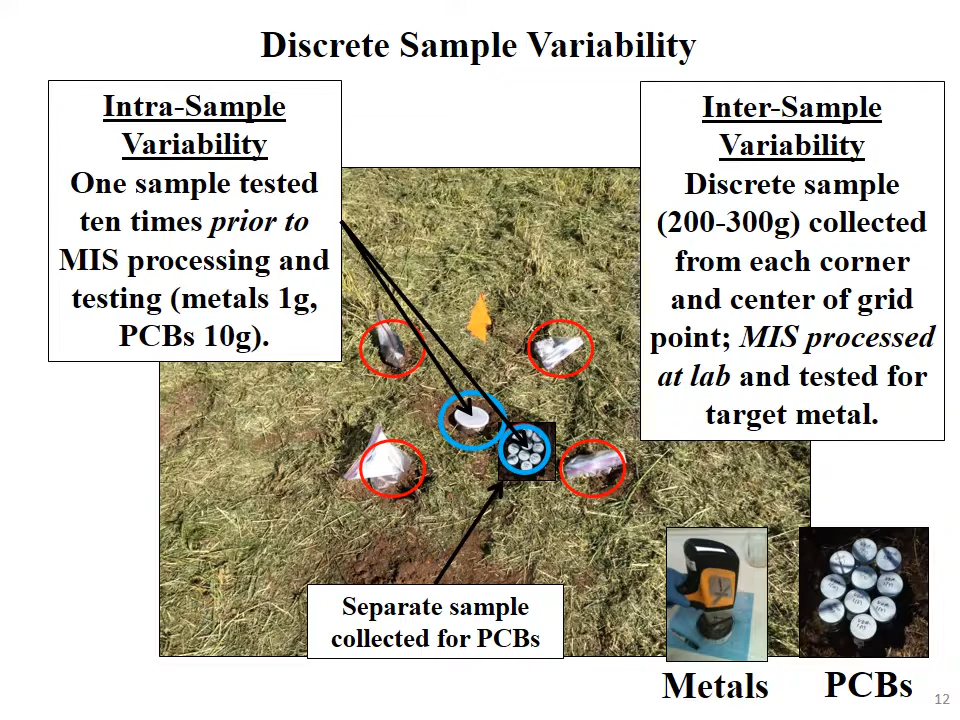 Discrete Sample Variability
Intra-Sample
Variability
One sample tested
ten times prior to
MIS processing and
testing (metals 1g,
PCBs 10g).
Inter-Sample
Variability
Discrete sample
(200-300g) collected
from each corner
and center of grid
point; MIS processed
at lab and tested for
target metal.
Separate sample
collected for PCBs
Metals
PCBs
12